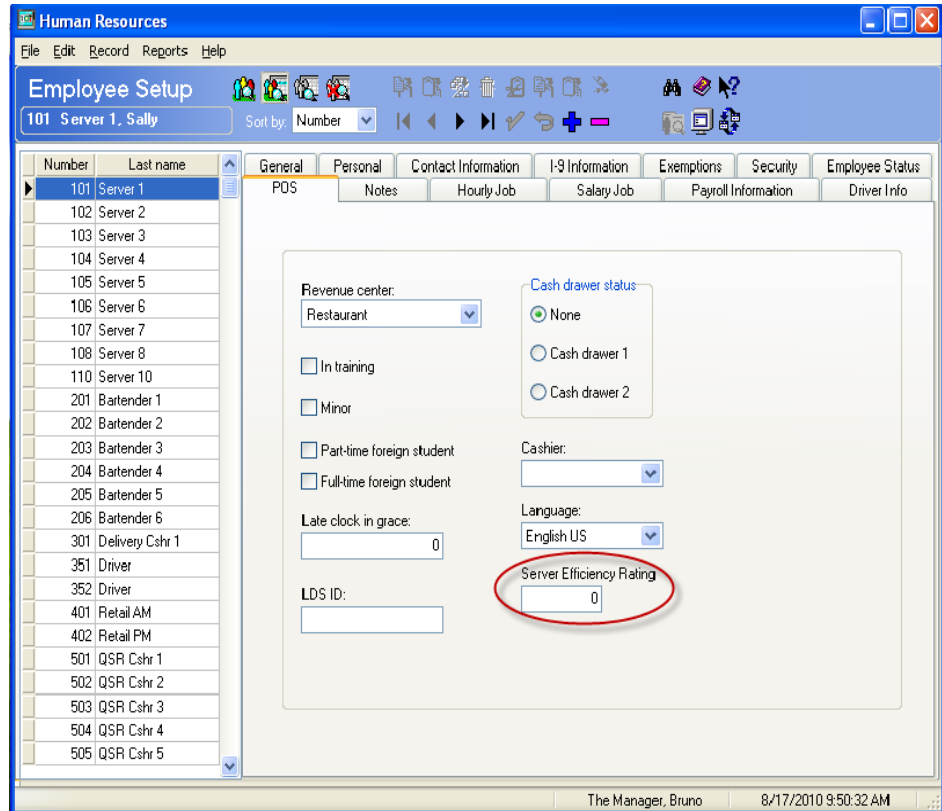 Human Resources
File Edit Record Reports Help
Employee Setup
101 Server 1, Sally
Sort by: Number
Number Last name
101 Server 1
102 Server 2
103 Server 3
104 Server 4
105 Server 5
106 Server 6
107 Server 7
108 Server 8
110 Server 10
201 Bartender 1
202 Bartender 2
203 Bartender 3
204 Bartender 4
205 Bartender 5
206 Bartender 6
301 Delivery Cshr 1
351 Driver
352 Driver
401 Retail AM
402 Retail PM
501 QSR Cshr 1
502 QSR Cshr 2
503 QSR Cshr 3
504 QSR Cshr 4
505 QSR Cshr 5
General Personal Contact Information I-9 Information Exemptions Security Employee Status
POS Notes Hourly Job Salary Job Payroll Information Driver Info
Revenue center:
Restaurant
In training
Minor
Part-time foreign student
Full-time foreign student
Late clock in grace:
0
LDS ID:
Cash drawer status
None
Cash drawer 1
Cash drawer 2
Cashier:
Language:
English US
Server Efficiency Rating
0
The Manager, Bruno 8/17/2010 9:50:32 AM